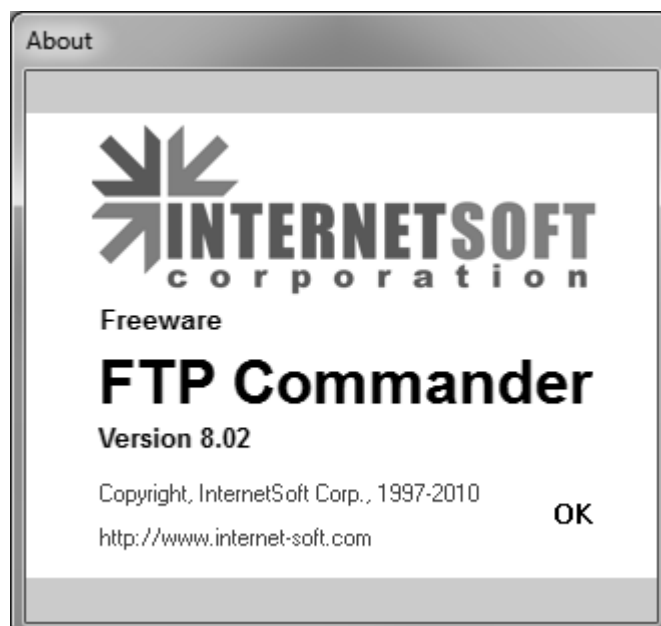 About
INTERNETSOFT
corporation
Freeware
FTP Commander
Version 8.02
Copyright, InternetSoft Corp., 1997-2010
OK
http://www.internet-soft.com